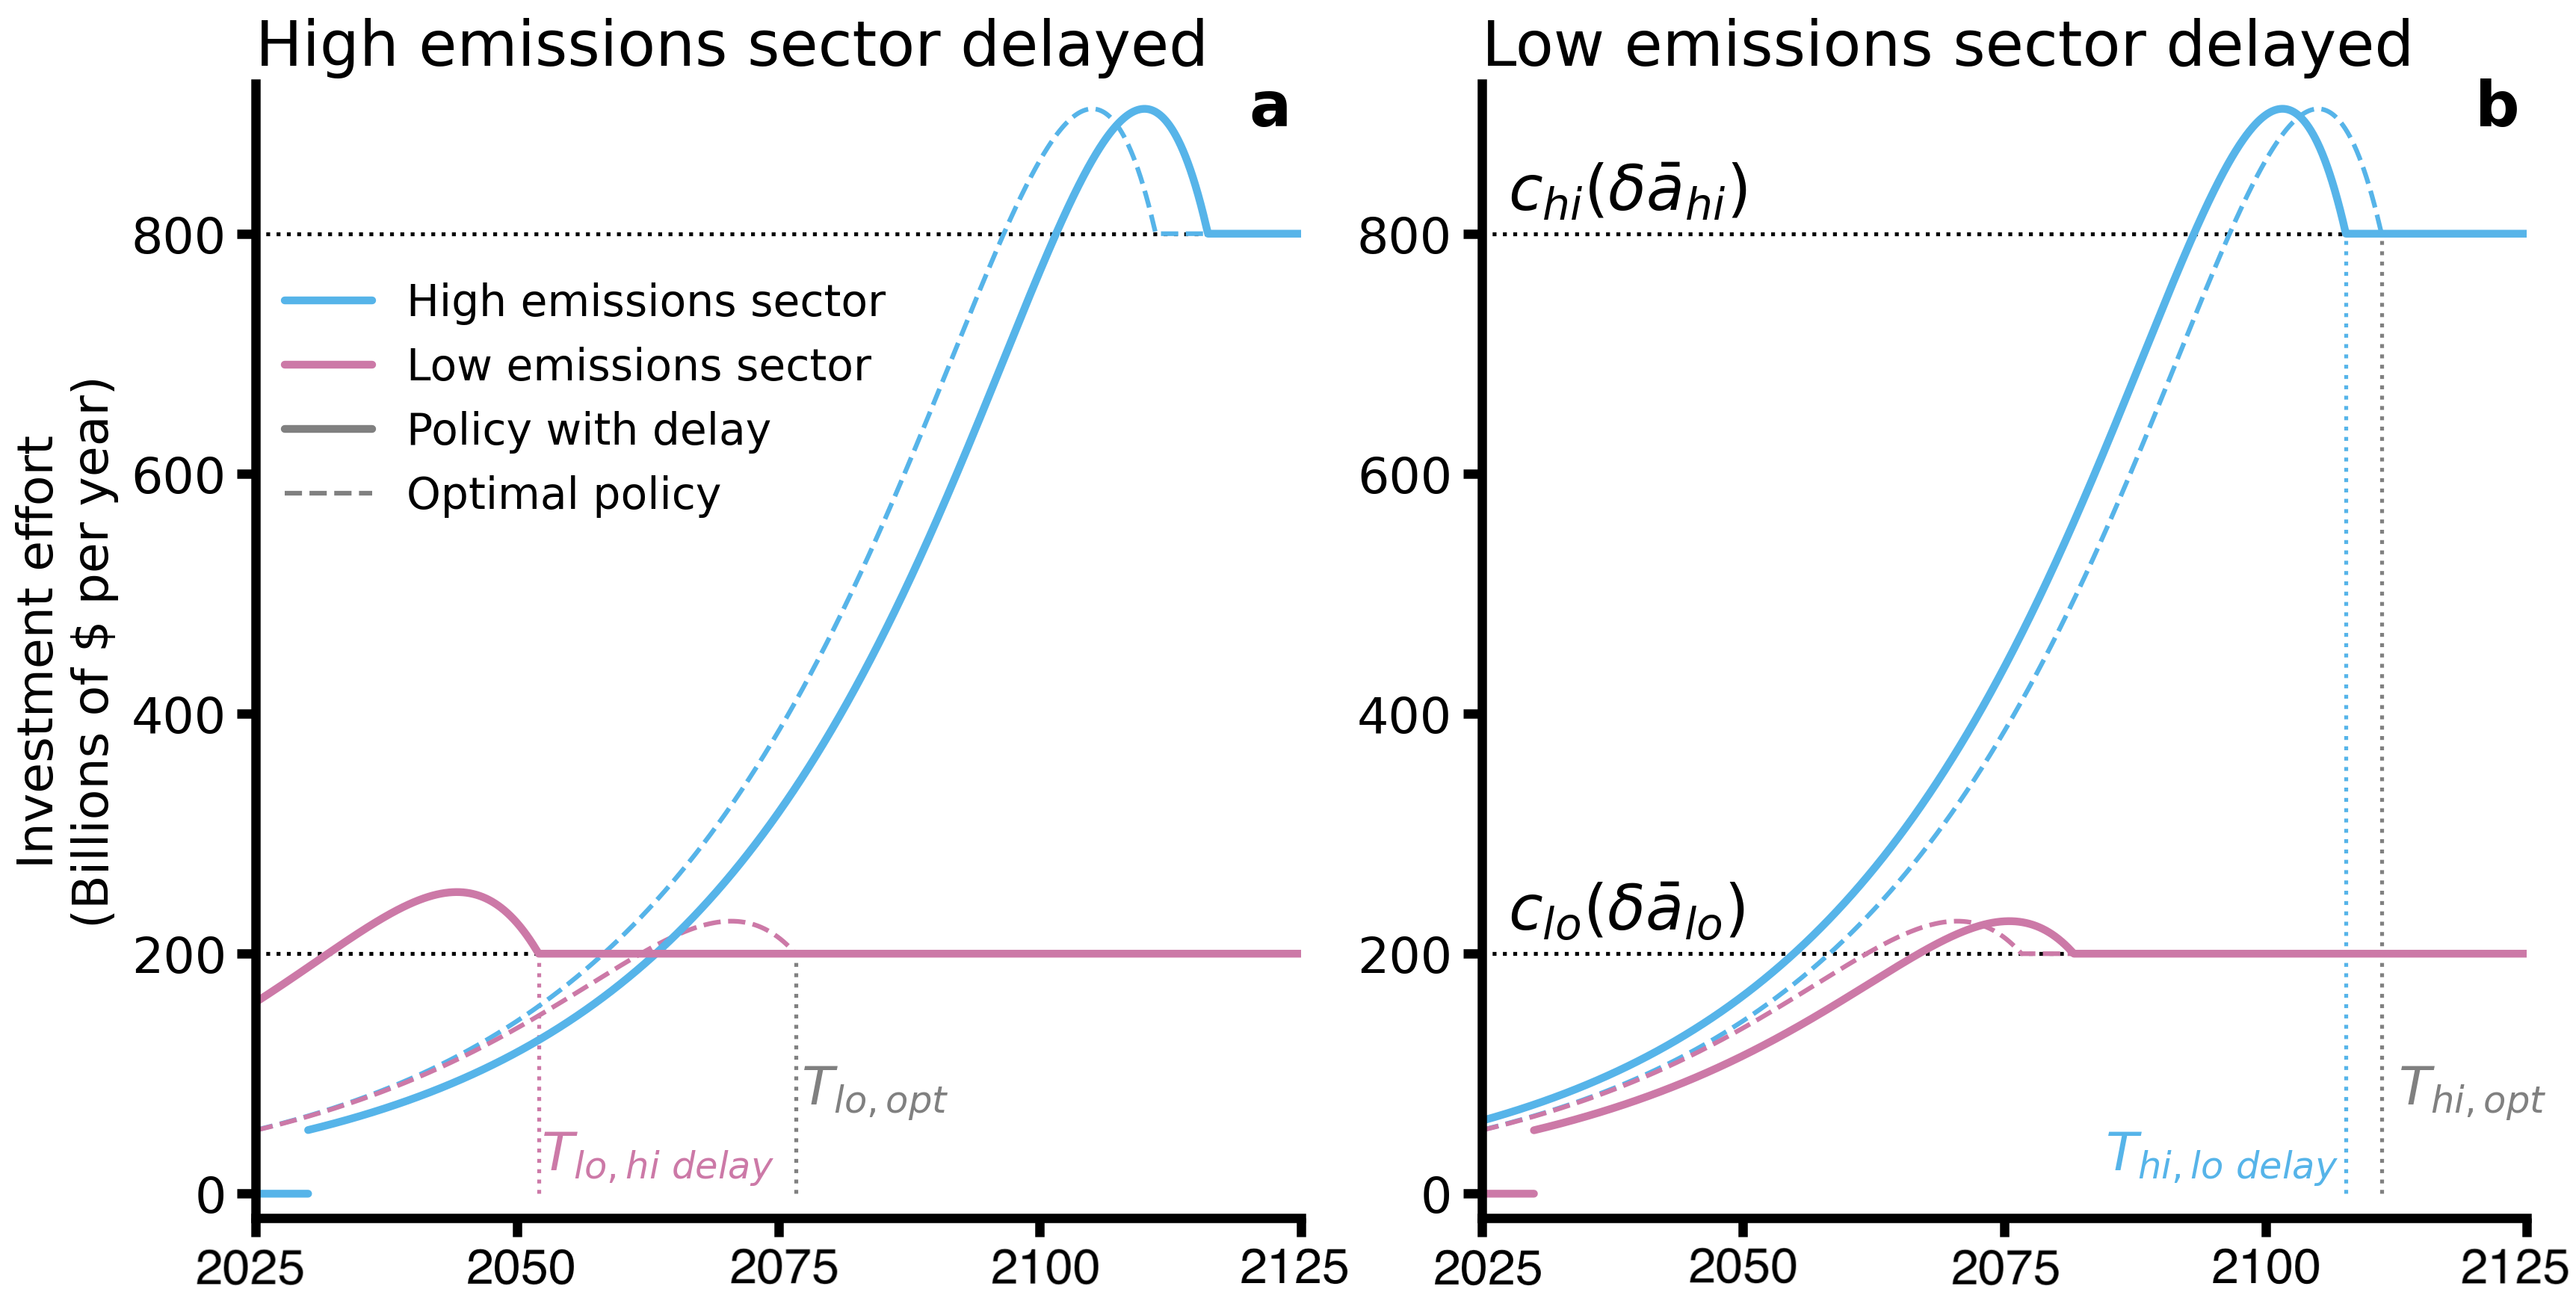 High emissions sector delayed
a
800
600
400
200
0
Investment effort
(Billions of $ per year)
High emissions sector
Low emissions sector
Policy with delay
Optimal policy
T_{lo, opt}
T_{lo, hi delay}
2025 2050 2075 2100 2125
Low emissions sector delayed
b
c_{hi}(δā_{hi})
800
600
400
c_{lo}(δā_{lo})
200
0
T_{hi, opt}
T_{hi, lo delay}
2025 2050 2075 2100 2125